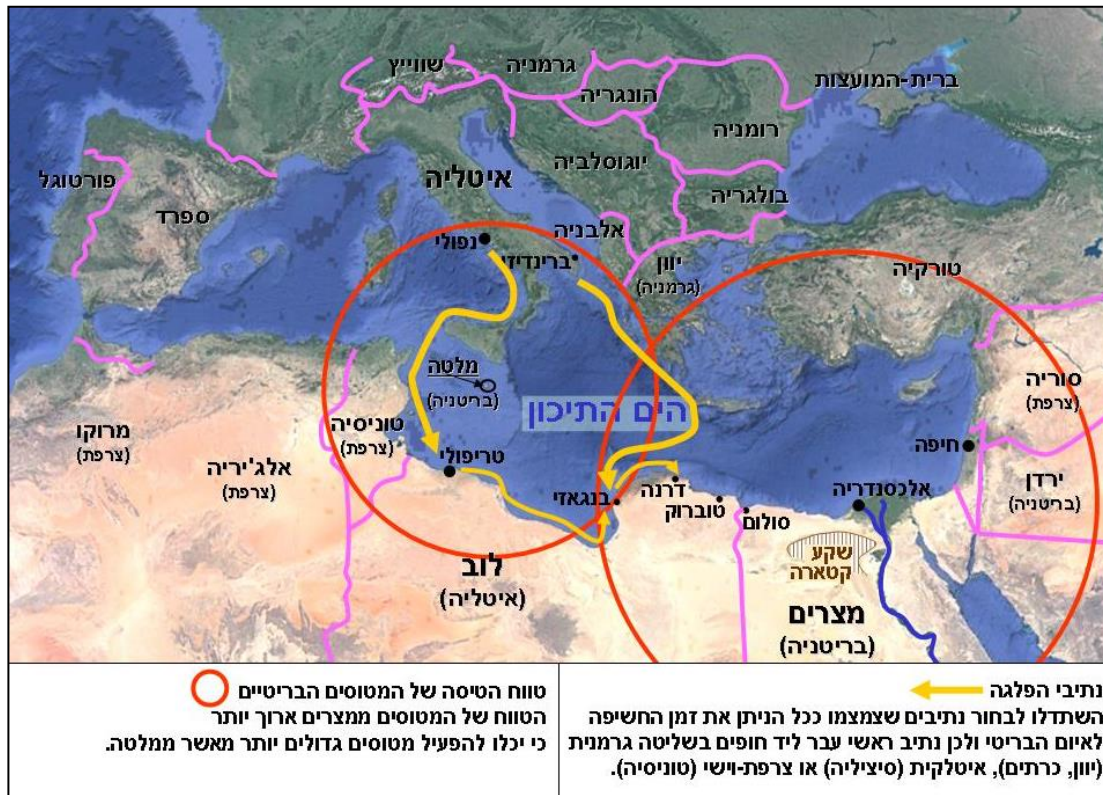 שווייץ
גרמניה
הונגריה
ברית-המועצות
רומניה
יוגוסלביה
בולגריה
פורטוגל
ספרד
איטליה
אלבניה
נפולי
ברינדיזי
יוון
(גרמניה)
טורקיה
מלטה
(בריטניה)
הים התיכון
סוריה
(צרפת)
מרוקו
(צרפת)
אלג'יריה
(צרפת)
טוניסיה
(צרפת)
טריפולי
בנגאזי
דרנה
טוברוק
סולום
אלכסנדריה
חיפה
ירדן
(בריטניה)
שקע
קטארה
לוב
(איטליה)
מצרים
(בריטניה)
נתיבי הפלגה
השתדלו לבחור נתיבים שצמצמו ככל הניתן את זמן החשיפה
לאיום הבריטי ולכן נתיב ראשי עבר ליד חופים בשליטה גרמנית
(יוון, כרתים), איטלקית (סיציליה) או צרפת-וישי (טוניסיה).
טווח הטיסה של המטוסים הבריטיים
הטווח של המטוסים ממצרים ארוך יותר
כי יכלו להפעיל מטוסים גדולים יותר מאשר ממלטה.